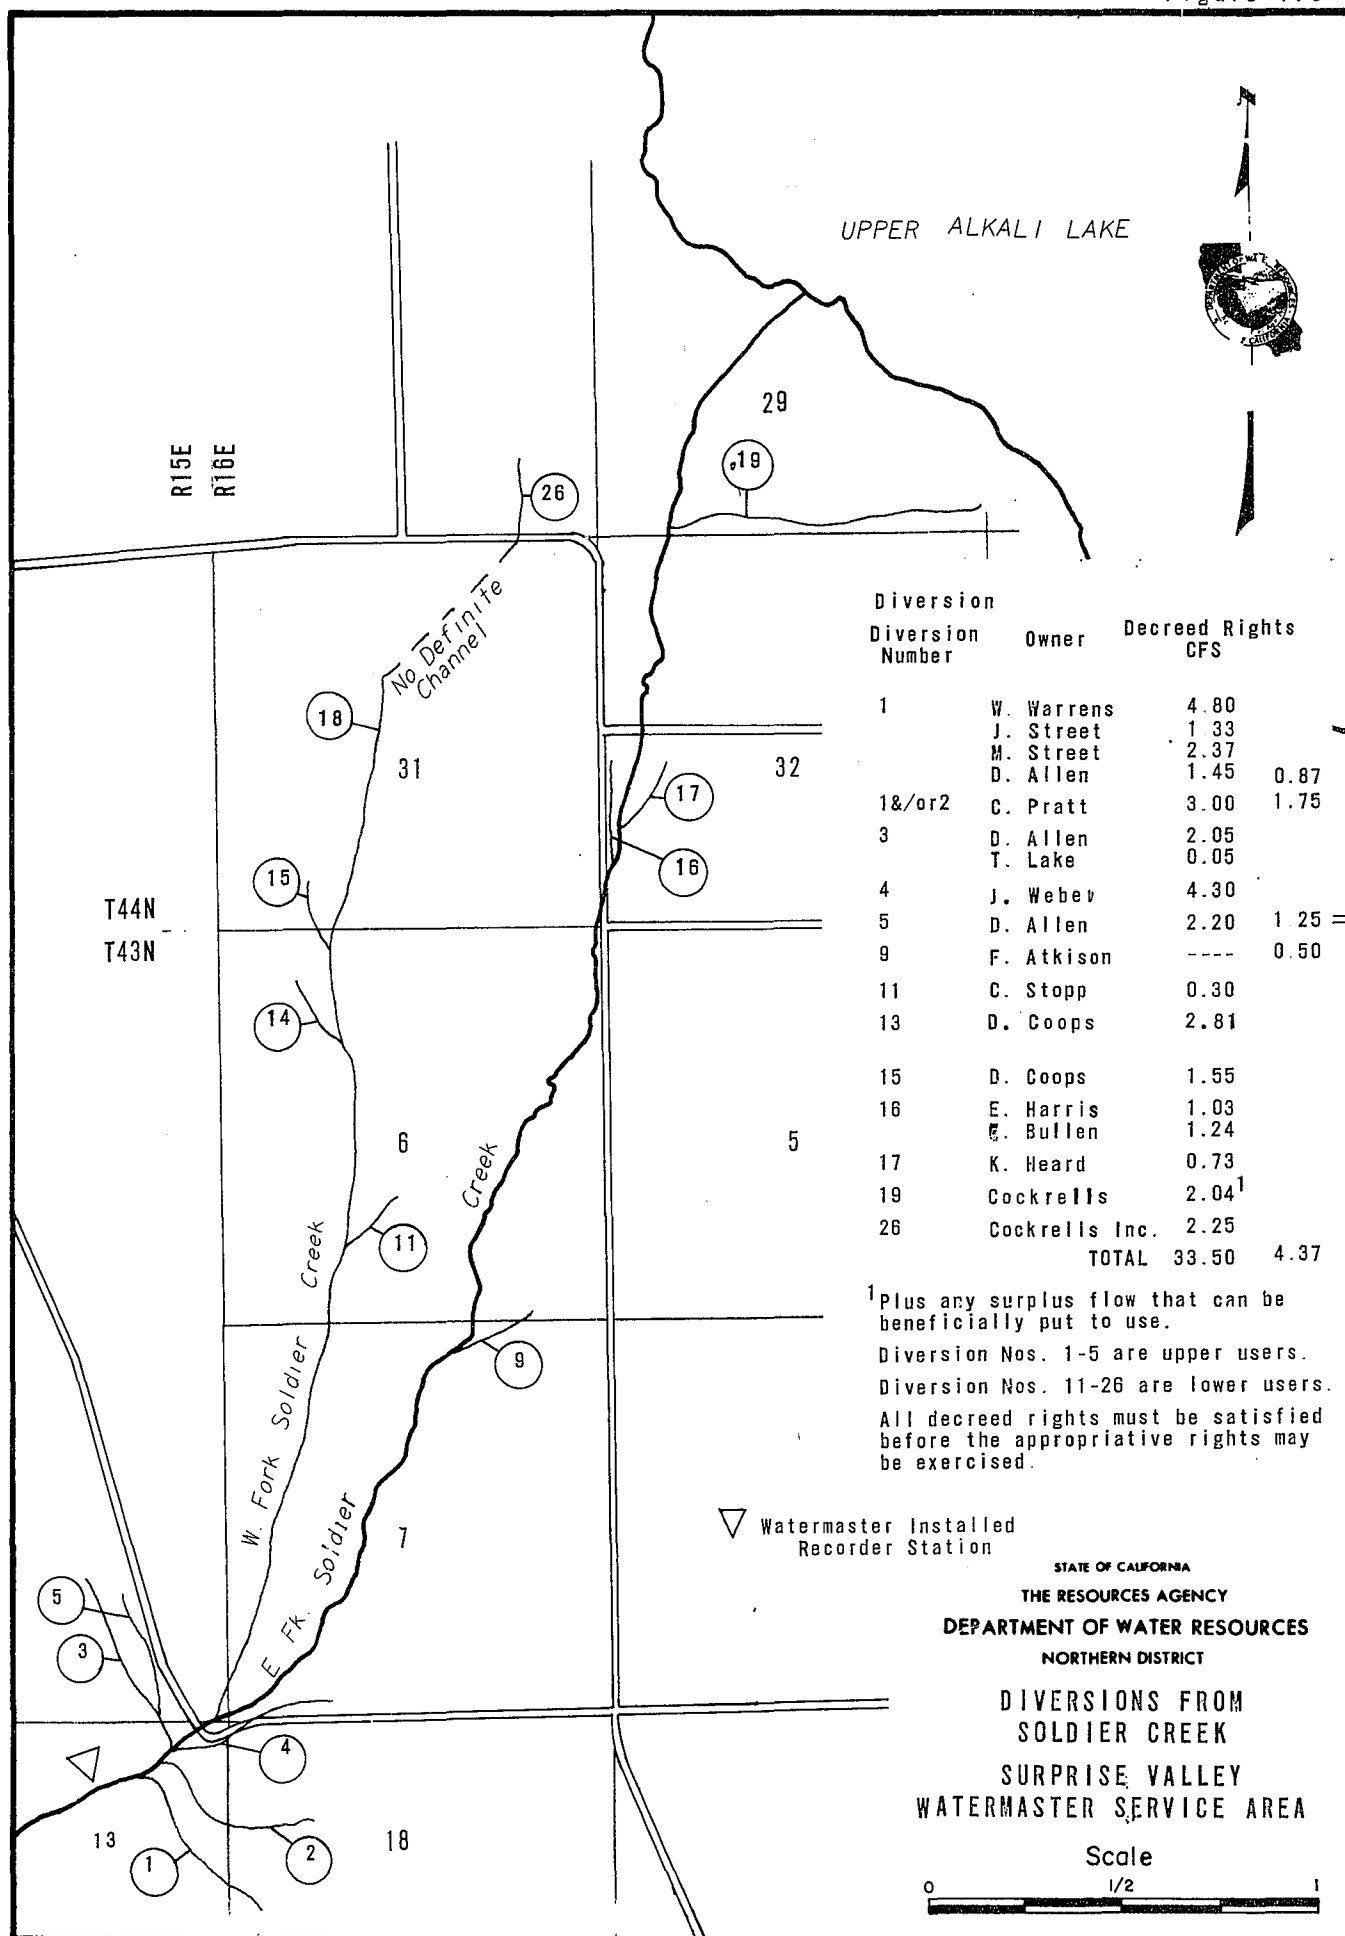 UPPER ALKALI LAKE
29
R15E
R16E
19
26
No Definite
Channel
18
31
32
17
16
15
T44N
T43N
14
6
5
W. Fork Soldier Creek
11
9
E Fk. Soldier Creek
7
5
3
4
13
18
1
2
Diversion
Diversion Number Owner Decreed Rights CFS
1 W. Warrens 4.80
J. Street 1.33
M. Street 2.37
D. Allen 1.45 0.87
1&/or2 C. Pratt 3.00 1.75
3 D. Allen 2.05
T. Lake 0.05
4 J. Weber 4.30
5 D. Allen 2.20 1.25 =
9 F. Atkison ---- 0.50
11 C. Stopp 0.30
13 D. Coops 2.81
15 D. Coops 1.55
16 E. Harris 1.03
E. Bullen 1.24
17 K. Heard 0.73
19 Cockrells 2.04¹
26 Cockrells Inc. 2.25
TOTAL 33.50 4.37
¹Plus any surplus flow that can be
beneficially put to use.
Diversion Nos. 1-5 are upper users.
Diversion Nos. 11-26 are lower users.
All decreed rights must be satisfied
before the appropriative rights may
be exercised.
Watermaster Installed
Recorder Station
STATE OF CALIFORNIA
THE RESOURCES AGENCY
DEPARTMENT OF WATER RESOURCES
NORTHERN DISTRICT
DIVERSIONS FROM
SOLDIER CREEK
SURPRISE VALLEY
WATERMASTER SERVICE AREA
Scale
0 1/2 1